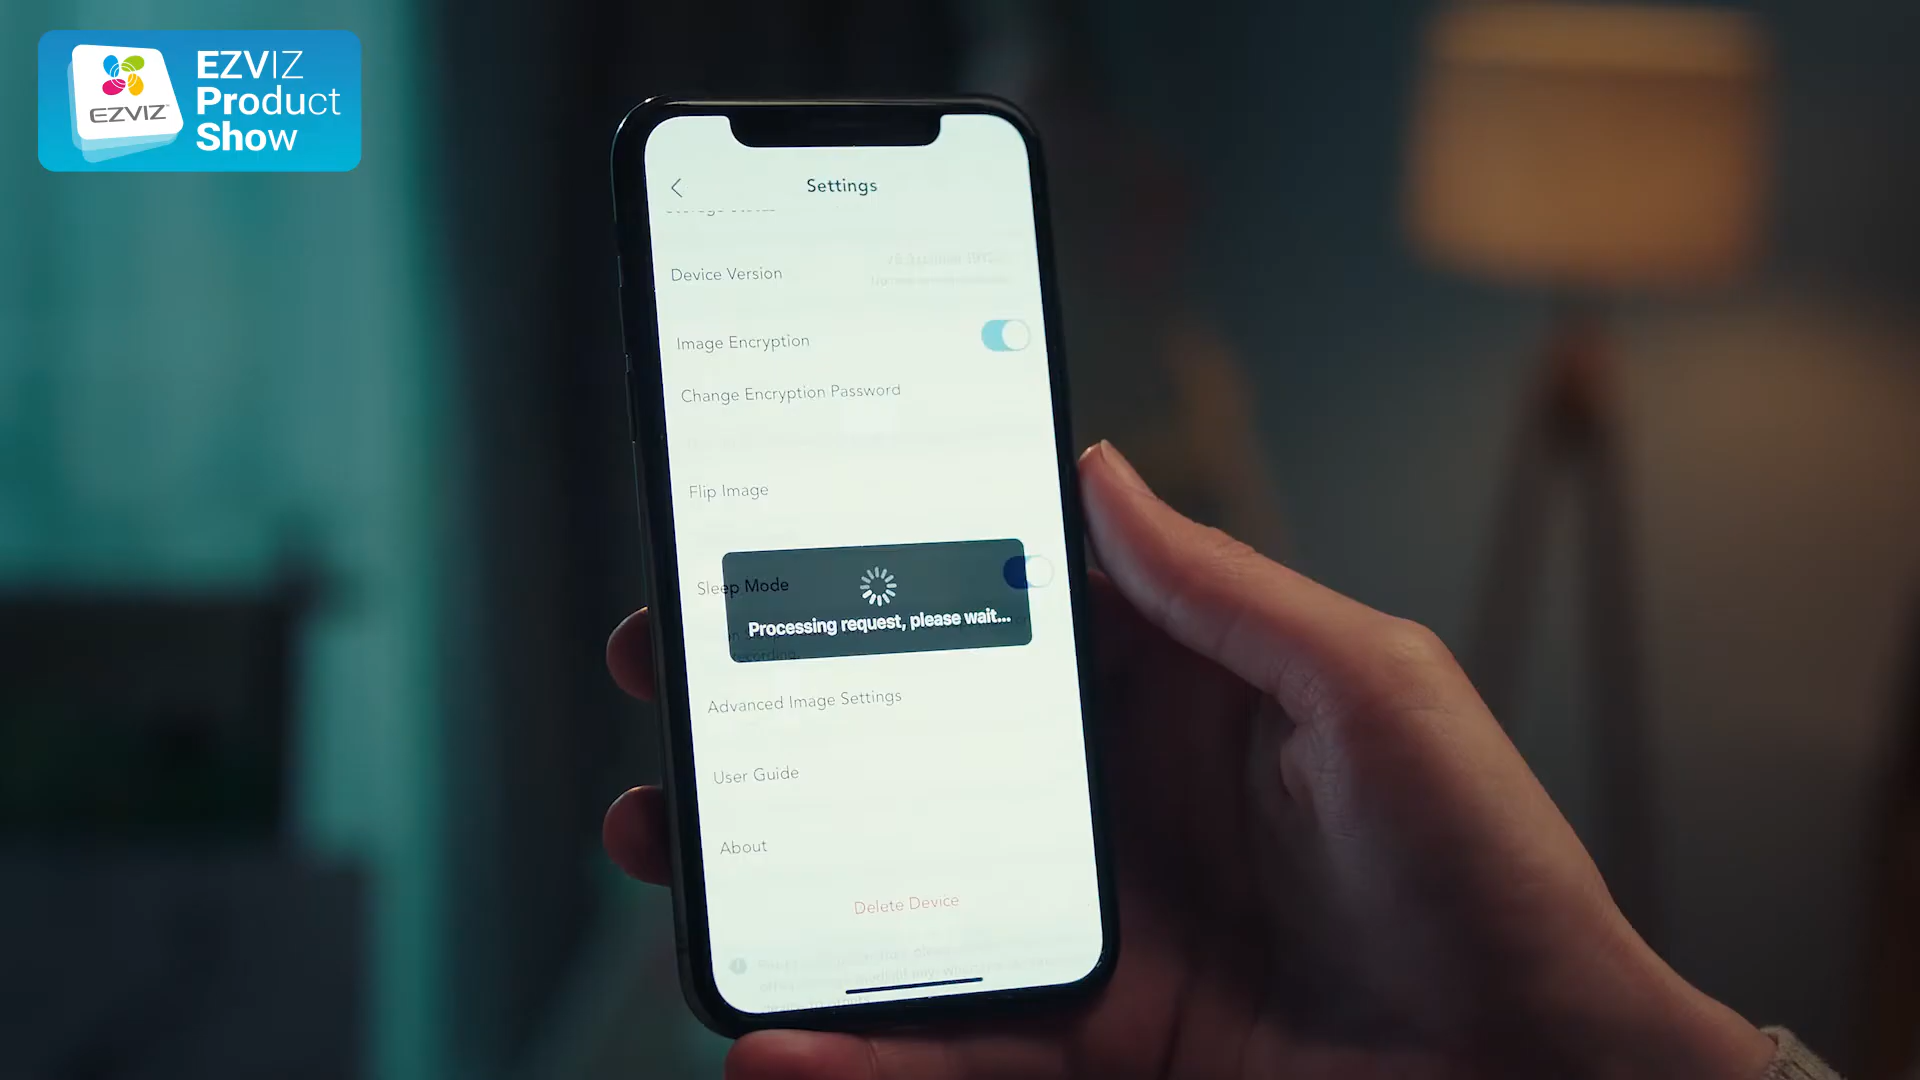 EZVIZ
EZVIZ
Product
Show
Settings
Device Version
Image Encryption
Change Encryption Password
Flip Image
Sleep Mode
Processing request, please wait...
recording.
Advanced Image Settings
User Guide
About
Delete Device